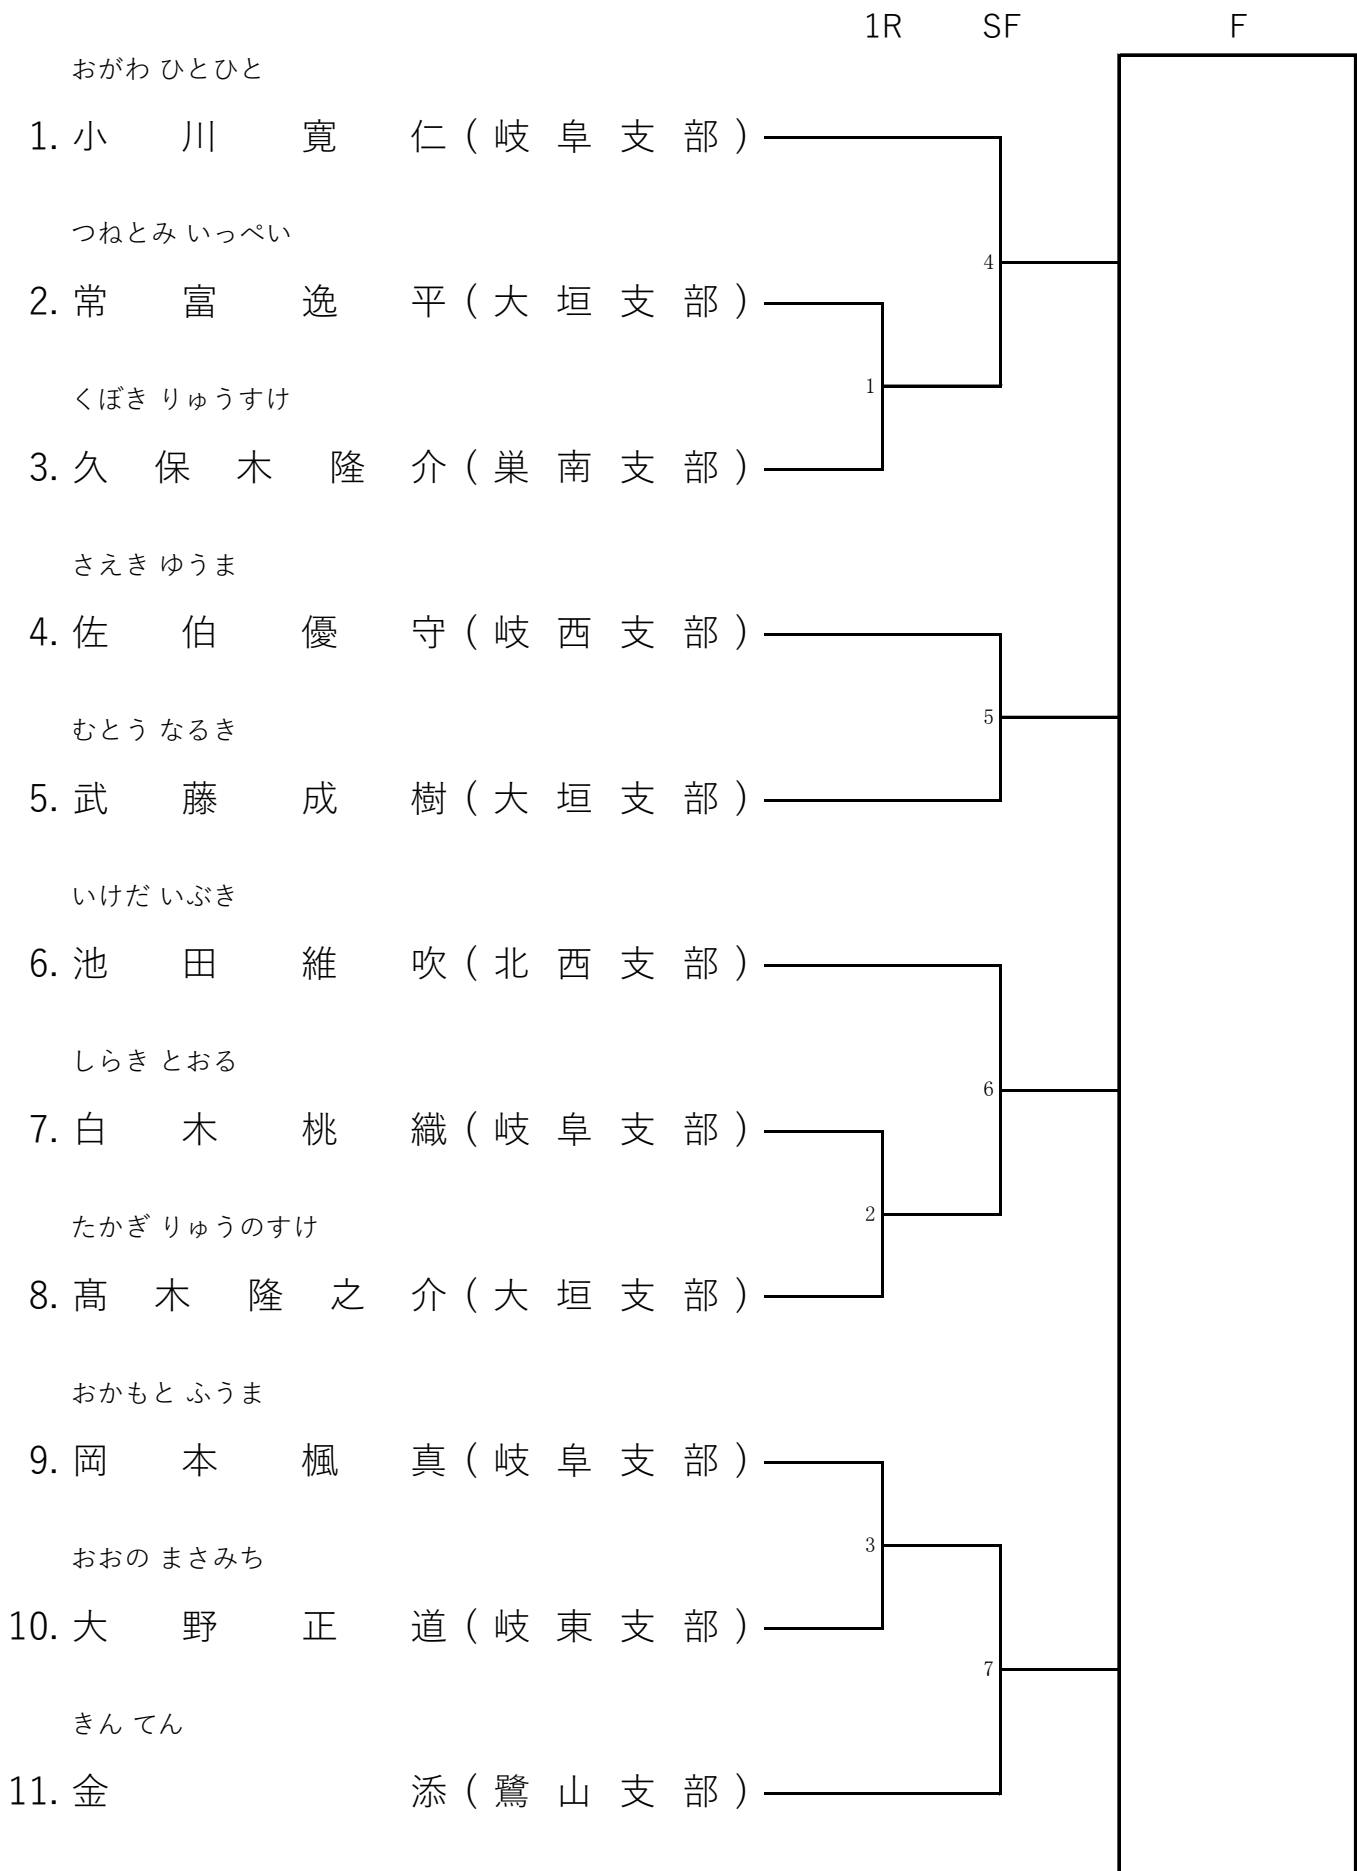 1R SF F
おがわ ひとひと
1. 小川寛仁(岐阜支部)
つねとみ いっぺい
4
2. 常富逸平(大垣支部)
くぼき りゅうすけ
1
3. 久保木隆介(巣南支部)
さえき ゆうま
4. 佐伯優守(岐西支部)
むとう なるき
5
5. 武藤成樹(大垣支部)
いけだ いぶき
6. 池田維吹(北西支部)
しらき とおる
6
7. 白木桃織(岐阜支部)
たかぎ りゅうのすけ
2
8. 髙木隆之介(大垣支部)
おかもと ふうま
9. 岡本楓真(岐阜支部)
おおの まさみち
3
10. 大野正道(岐東支部)
7
きん てん
11. 金添(鷺山支部)